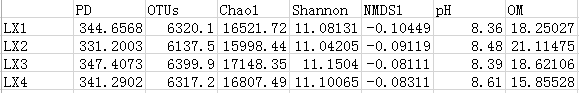 PD OTUs Chao1 Shannon NMDS1 pH OM
LX1 344.6568 6320.1 16521.72 11.08131 -0.10449 8.36 18.25027
LX2 331.2003 6137.5 15998.44 11.04205 -0.09119 8.48 21.11475
LX3 347.4073 6399.9 17148.35 11.1504 -0.08111 8.39 18.62106
LX4 341.2902 6317.2 16807.49 11.10065 -0.08311 8.61 15.85528